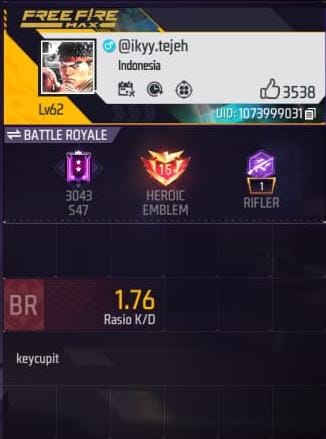 FREE FIRE
MAX
@ikyy.tejeh
Indonesia
3538
Lv62
UID: 1073999031
BATTLE ROYALE
15
1
3043
S47
HEROIC
EMBLEM
RIFLER
BR
1.76
Rasio K/D
keycupit